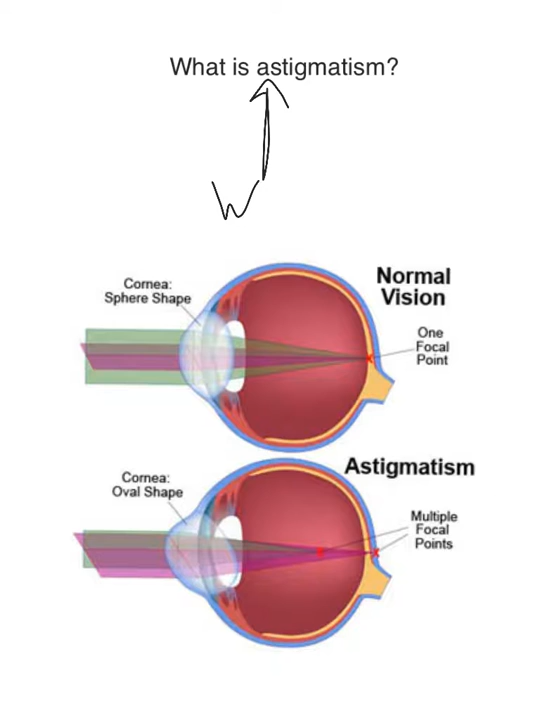 What is astigmatism?
W
Cornea:
Sphere Shape
Normal
Vision
One
Focal
Point
Cornea:
Oval Shape
Astigmatism
Multiple
Focal
Points